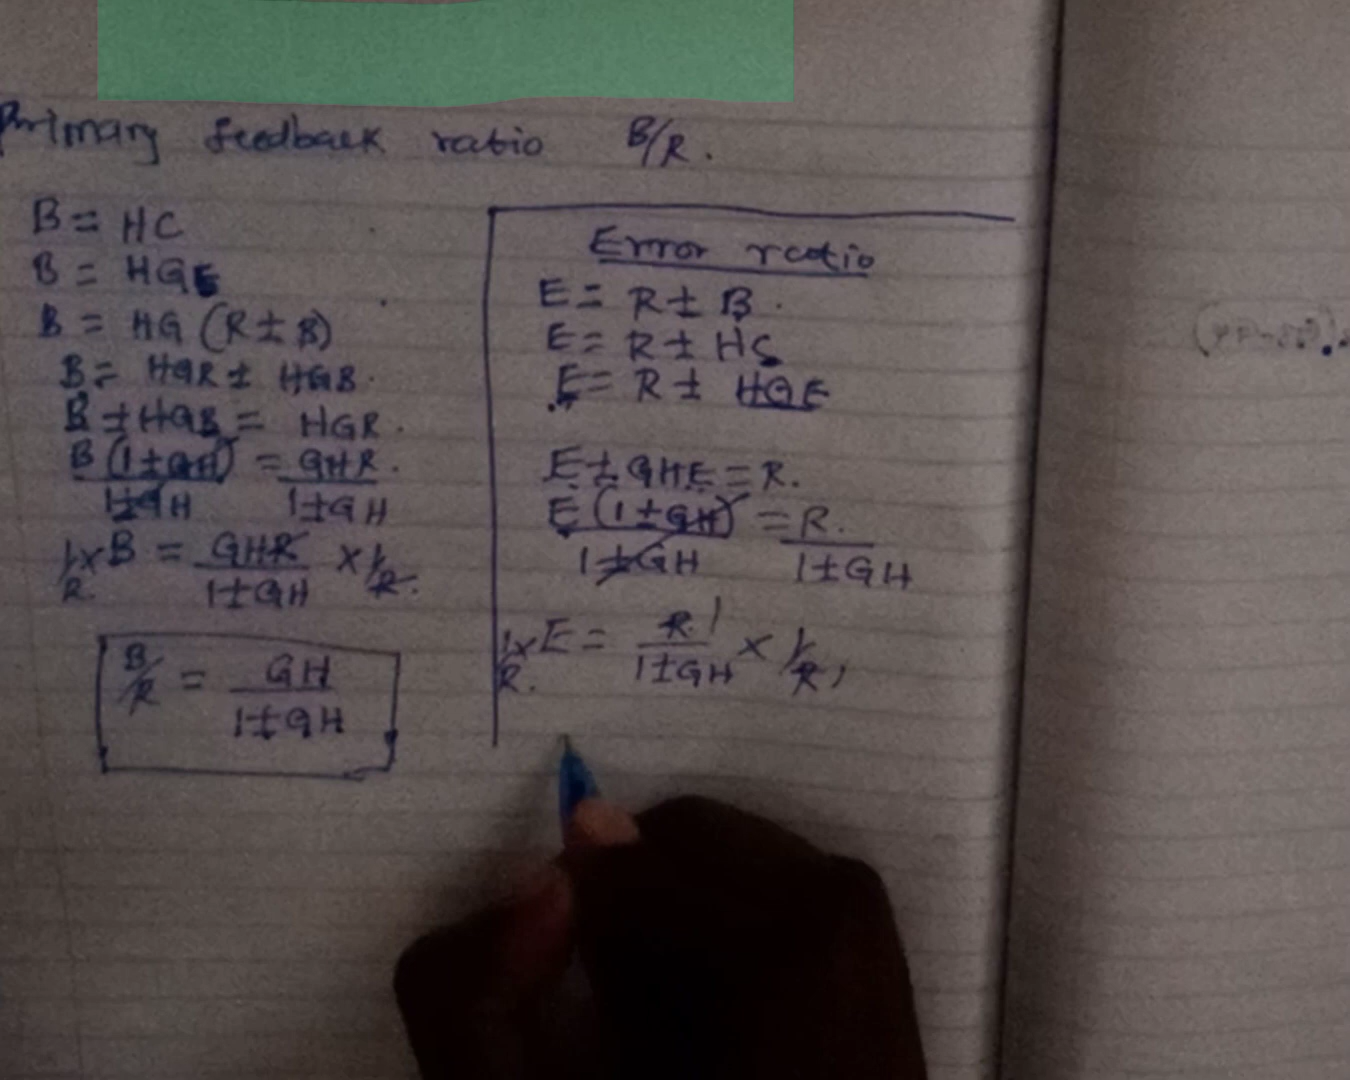 Primary feedback ratio B/R.
B = HC
B = HGE
B = HG (R ± B)
B = HGR ± HGB.
B ± HGB = HGR.
B (1±GH) / 1±GH = GHR. / 1±GH
1/R. × B = GHR / 1±GH × 1/R.
B/R = GH / 1±GH
Error ratio
E = R ± B.
E = R ± HC
E = R ± HGE
E ± GHE = R.
E (1±GH) / 1±GH = R. / 1±GH
1/R. × E = R 1 / 1±GH × 1/R,